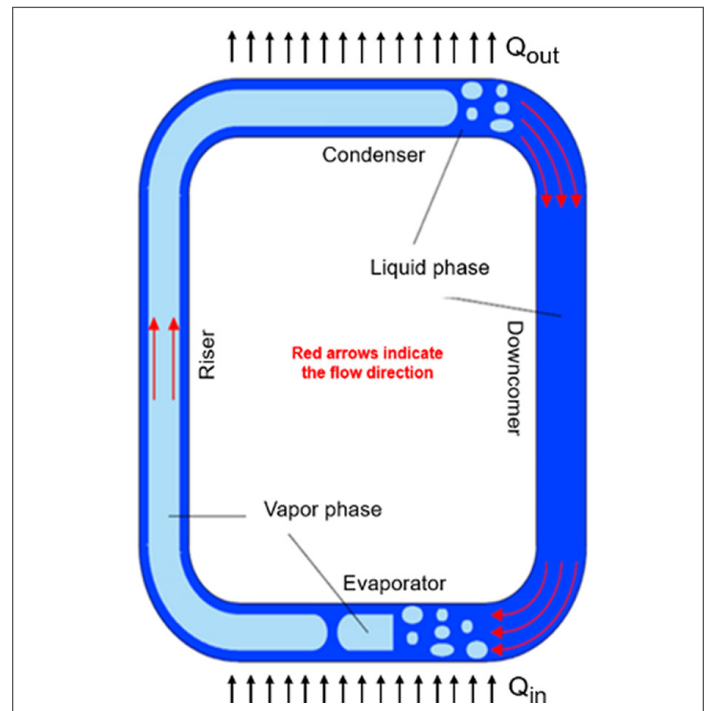 Qout
Condenser
Liquid phase
Riser
Red arrows indicate
the flow direction
Downcomer
Vapor phase
Evaporator
Qin